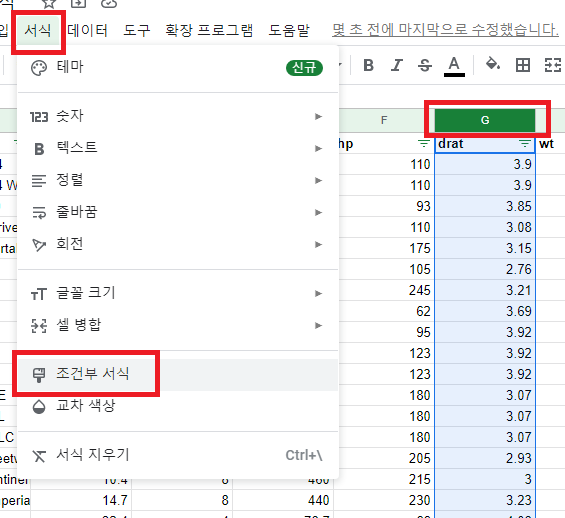 식
입 서식 데이터 도구 확장 프로그램 도움말 몇 초 전에 마지막으로 수정했습니다.
테마 신규
B I S A
123 숫자 ►
B 텍스트 ►
정렬 ►
줄바꿈 ►
회전 ►
글꼴 크기 ►
셀 병합 ►
조건부 서식
교차 색상
서식 지우기 Ctrl+\
F G
hp drat wt
4 110 3.9
4 W 110 3.9
93 3.85
Drive 110 3.08
ortal 175 3.15
105 2.76
245 3.21
62 3.69
95 3.92
123 3.92
123 3.92
E 180 3.07
L 180 3.07
LC 180 3.07
eetw 205 2.93
ntinen 10.4 8 460 215 3
nperia 14.7 8 440 230 3.23